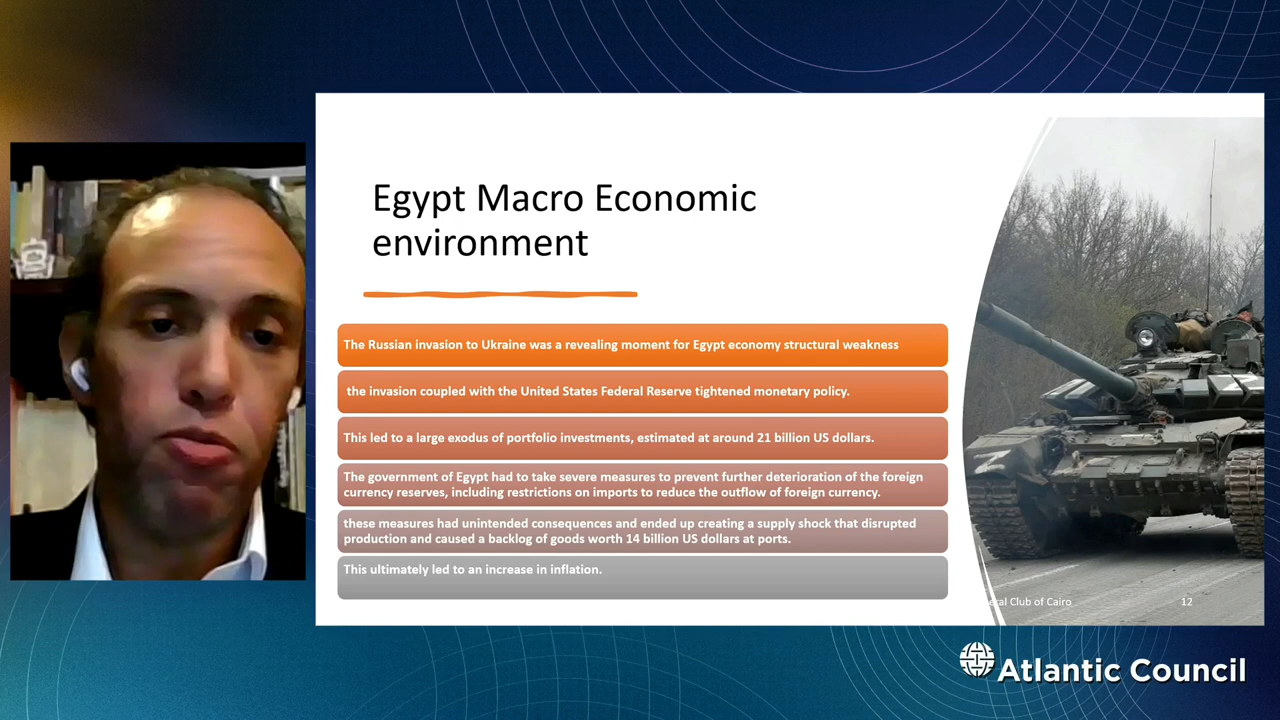 Egypt Macro Economic
environment
The Russian invasion to Ukraine was a revealing moment for Egypt economy structural weakness
the invasion coupled with the United States Federal Reserve tightened monetary policy.
This led to a large exodus of portfolio investments, estimated at around 21 billion US dollars.
The government of Egypt had to take severe measures to prevent further deterioration of the foreign
currency reserves, including restrictions on imports to reduce the outflow of foreign currency.
these measures had unintended consequences and ended up creating a supply shock that disrupted
production and caused a backlog of goods worth 14 billion US dollars at ports.
This ultimately led to an increase in inflation.
Club of Cairo
12
Atlantic Council